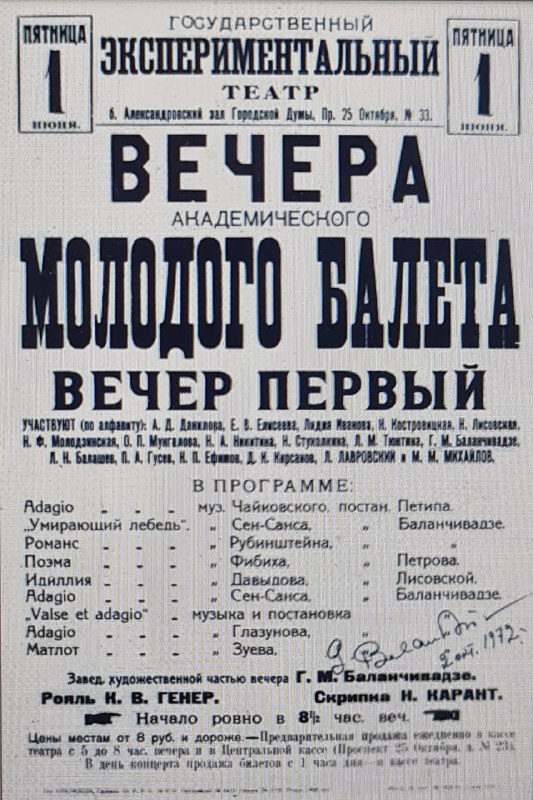 ПЯТНИЦА
1
ИЮНЯ.
ГОСУДАРСТВЕННЫЙ
ЭКСПЕРИМЕНТАЛЬНЫЙ
ТЕАТР
б. Александровский зал Городской Думы, Пр. 25 Октября, № 33.
ПЯТНИЦА
1
ИЮНЯ.
ВЕЧЕРА
АКАДЕМИЧЕСКОГО
МОЛОДОГО БАЛЕТА
ВЕЧЕР ПЕРВЫЙ
УЧАСТВУЮТ (по алфавиту): А. Д. Данилова, Е. В. Елисаева, Лидия Иванова, Н. Костровицкая, Н. Лисовская,
Н. Ф. Молодзинская, О. П. Мунгалова, Н. А. Никитина, Н. Стуколкина, Л. М. Тюнтина, Г. М. Баланчивадзе,
Л. Н. Балашев, П. А. Гусев, Н. П. Ефимов, Д. К. Кирсанов, Л. ЛАВРОВСКИЙ и М. М. МИХАЙЛОВ.
В ПРОГРАММЕ:
Adagio - - - муз. Чайковского, постан. Петипа.
„Умирающий лебедь". „ Сен-Санса, „ Баланчивадзе.
Романс - - - „ Рубинштейна, „ „
Поэма - - - „ Фибиха, „ Петрова.
Идиллия - - - „ Давыдова, „ Лисовской.
Adagio - - - „ Сен-Санса, „ Баланчивадзе.
„Valse et adagio" - музыка и постановка
Adagio - - - „ Глазунова, „
Матлот - - - „ Зуева.
G. Balanchine
1972
Завед. художественной частью вечера Г. М. Баланчивадзе.
Рояль К. В. ГЕНЕР. Скрипка Н. КАРАНТ.
Начало ровно в 8½ час. веч.
Цены местам от 8 руб. и дороже.—Предварительная продажа ежедневно в кассе
театра с 5 до 8 час. вечера и в Центральной кассе (Проспект 25 Октября, д. № 23).
В день концерта продажа билетов с 1 часа дня—в кассе театра.